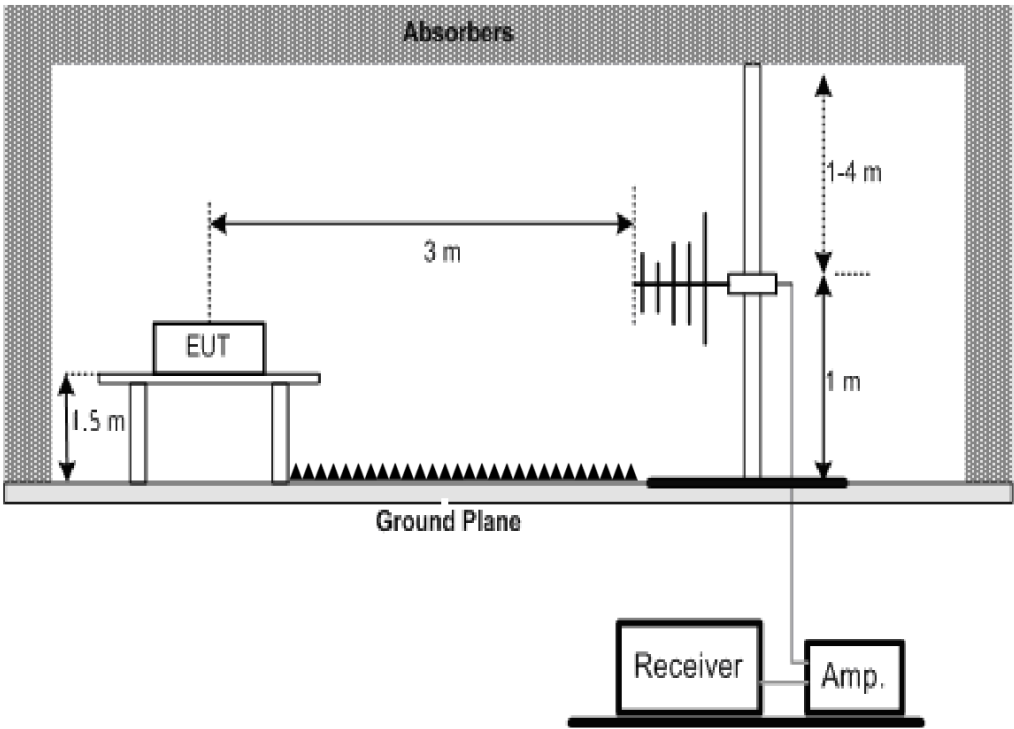 Absorbers
1-4 m
3 m
EUT
1 m
1.5 m
Ground Plane
Receiver
Amp.